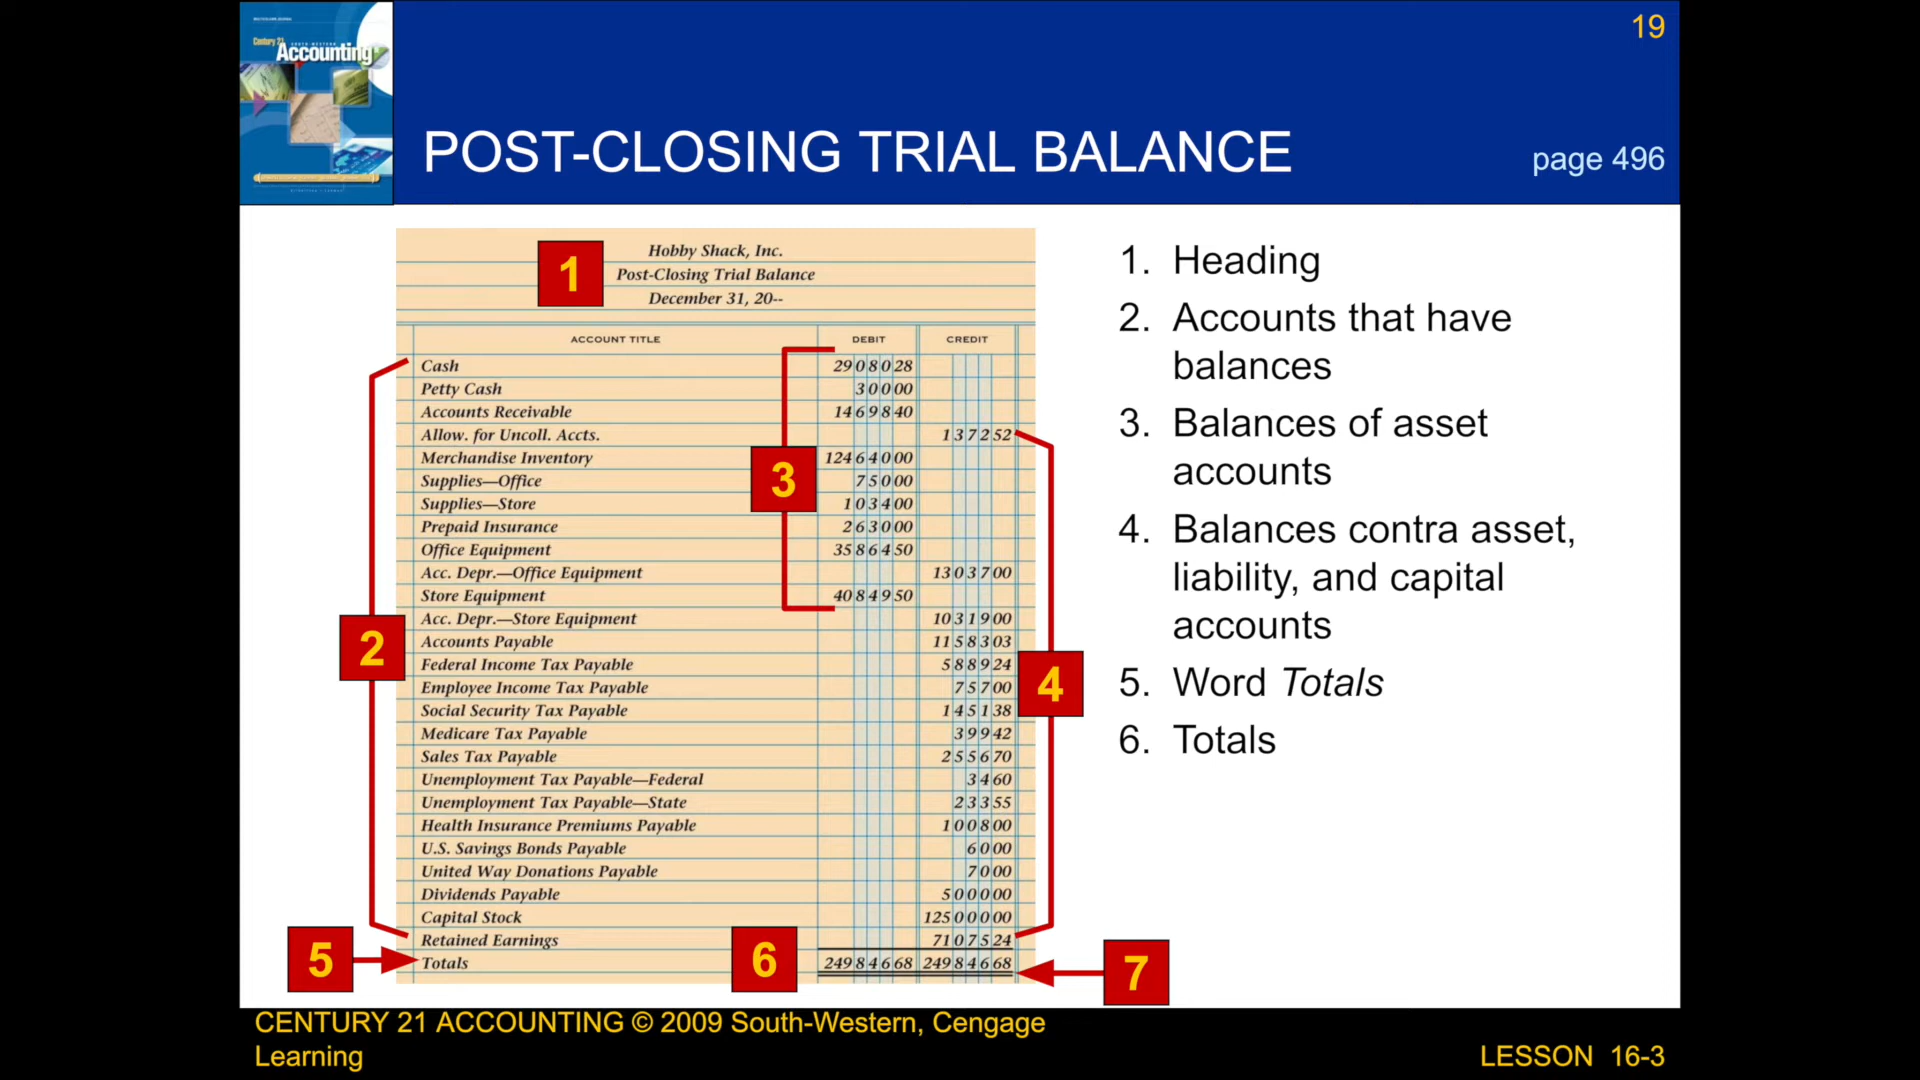 19
Century 21
SOUTH-WESTERN
Accounting
POST-CLOSING TRIAL BALANCE
page 496
1
Hobby Shack, Inc.
Post-Closing Trial Balance
December 31, 20--
ACCOUNT TITLE DEBIT CREDIT
Cash 29 0 8 0 28
Petty Cash 3 0 0 00
Accounts Receivable 14 6 9 8 40
Allow. for Uncoll. Accts. 1 3 7 2 52
Merchandise Inventory 124 6 4 0 00
Supplies—Office 7 5 0 00
Supplies—Store 1 0 3 4 00
Prepaid Insurance 2 6 3 0 00
Office Equipment 35 8 6 4 50
Acc. Depr.—Office Equipment 13 0 3 7 00
Store Equipment 40 8 4 9 50
Acc. Depr.—Store Equipment 10 3 1 9 00
Accounts Payable 11 5 8 3 03
Federal Income Tax Payable 5 8 8 9 24
Employee Income Tax Payable 7 5 7 00
Social Security Tax Payable 1 4 5 1 38
Medicare Tax Payable 3 9 9 42
Sales Tax Payable 2 5 5 6 70
Unemployment Tax Payable—Federal 3 4 60
Unemployment Tax Payable—State 2 3 3 55
Health Insurance Premiums Payable 1 0 0 8 00
U.S. Savings Bonds Payable 6 0 00
United Way Donations Payable 7 0 00
Dividends Payable 5 0 0 0 00
Capital Stock 125 0 0 0 00
Retained Earnings 71 0 7 5 24
Totals 249 8 4 6 68 249 8 4 6 68
2
3
4
5
6
7
1. Heading
2. Accounts that have
balances
3. Balances of asset
accounts
4. Balances contra asset,
liability, and capital
accounts
5. Word Totals
6. Totals
CENTURY 21 ACCOUNTING © 2009 South-Western, Cengage
Learning
LESSON 16-3